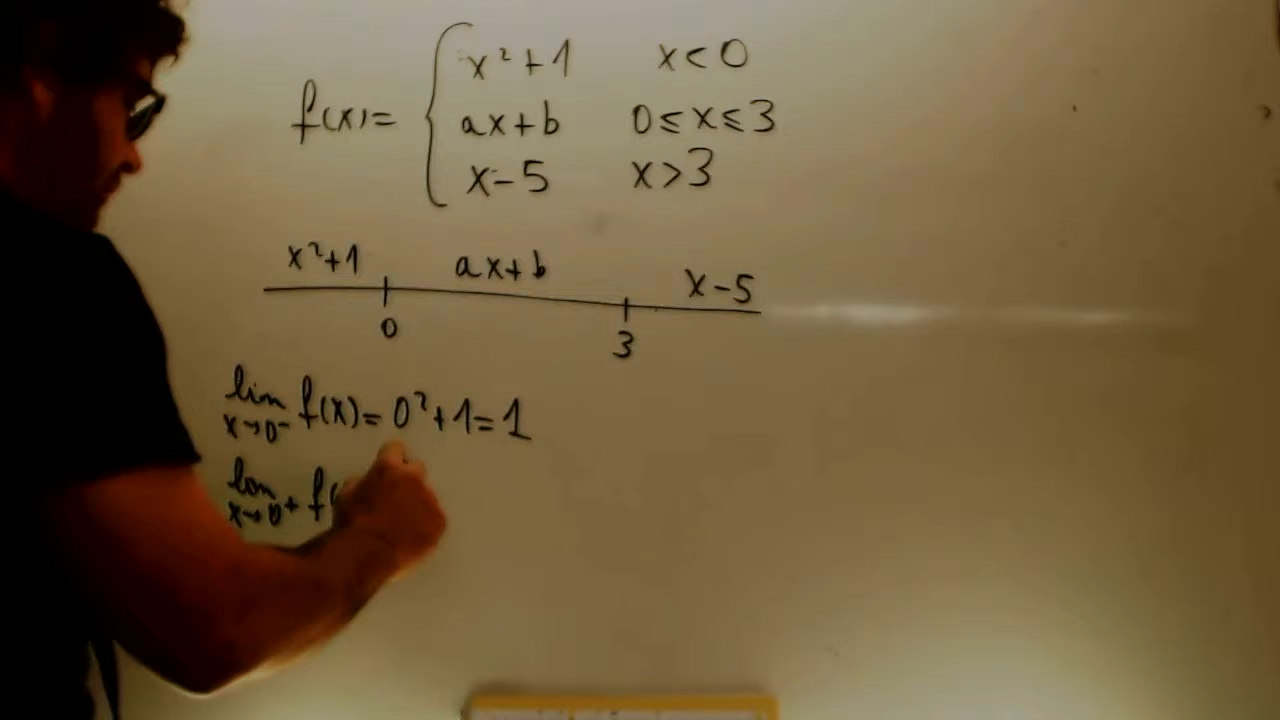 f(x)= { x²+1 x<0
ax+b 0≤x≤3
x-5 x>3
x²+1 ax+b x-5
0 3
lim x→0⁻ f(x)=0²+1=1
lim x→0⁺ f(